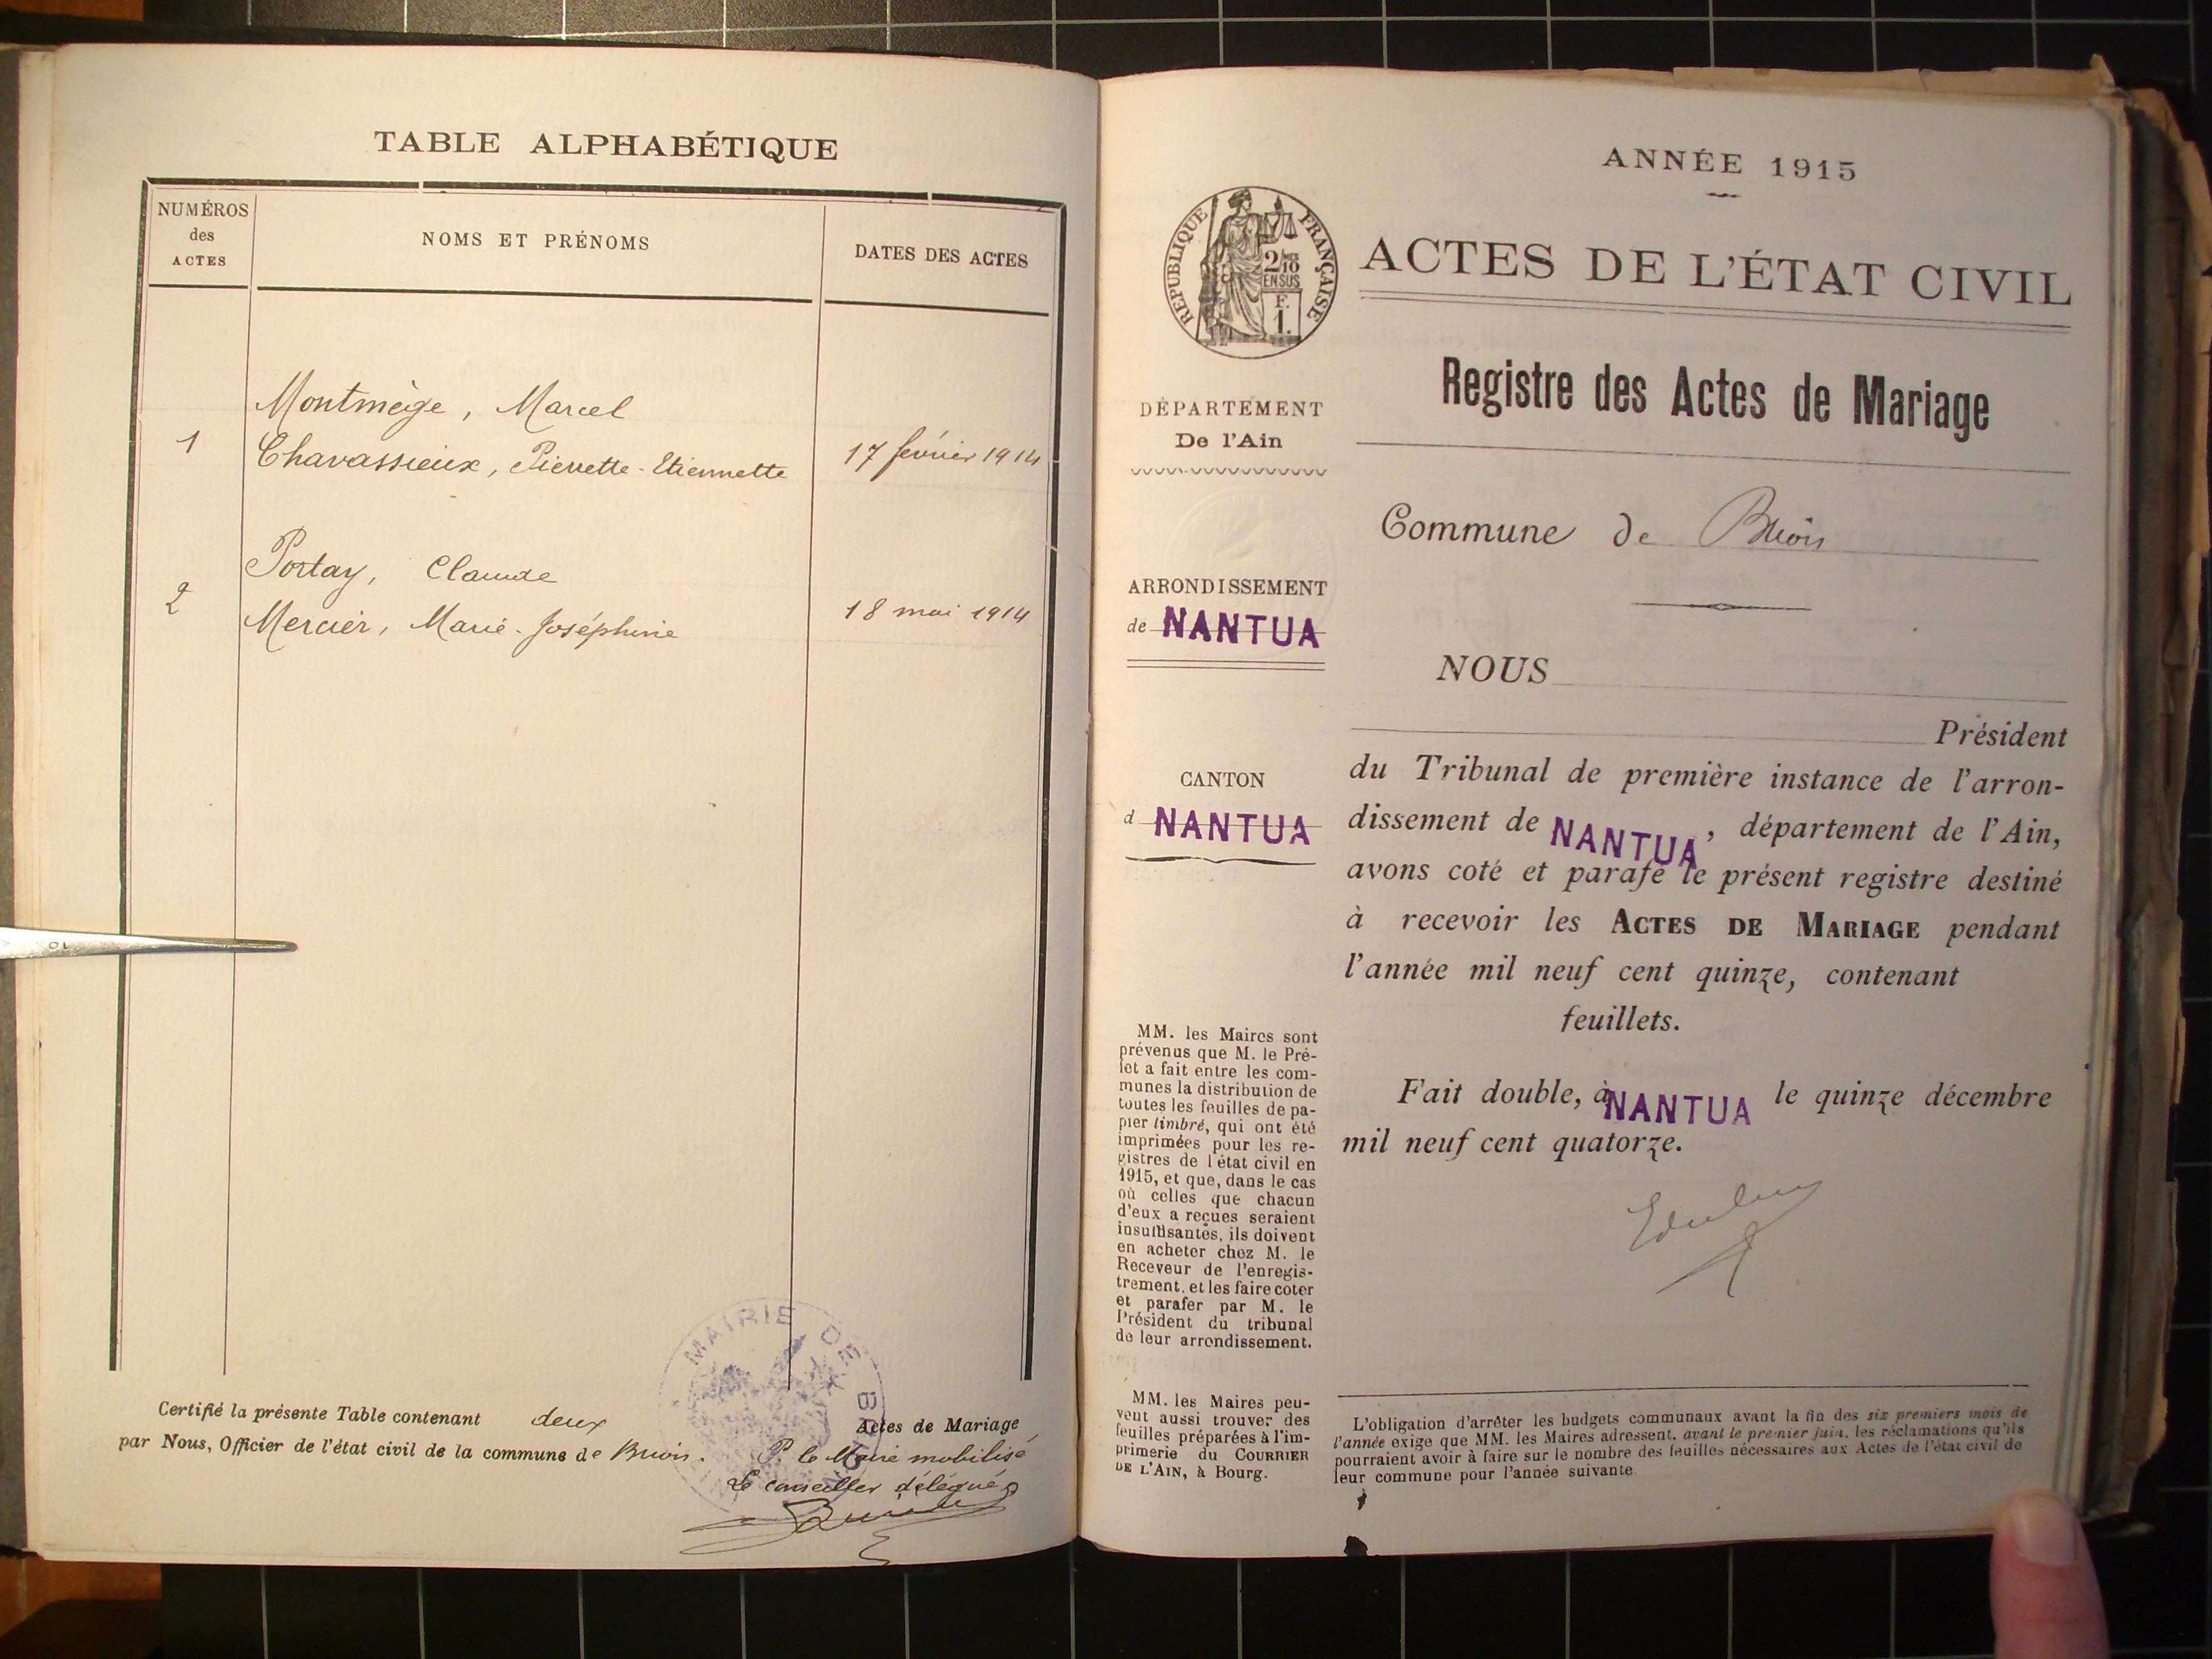 TABLE ALPHABÉTIQUE
NUMÉROS
des
ACTES
NOMS ET PRÉNOMS
DATES DES ACTES
Montmège, Marcel
1
Chavassieux, Pierrette-Etiennette
17 février 1914
Portay, Claude
2
Mercier, Marie-Joséphine
18 mai 1914
Certifié la présente Table contenant deux Actes de Mariage
par Nous, Officier de l'état civil de la commune de Brion.
P. le Maire mobilisé
Le conseiller délégué
MAIRIE DE
ANNÉE 1915
RÉPUBLIQUE FRANÇAISE
2/10
EN SUS
F.
1.
ACTES DE L'ÉTAT CIVIL
Registre des Actes de Mariage
DÉPARTEMENT
De l'Ain
Commune de Brion
ARRONDISSEMENT
de NANTUA
CANTON
d NANTUA
NOUS
Président
du Tribunal de première instance de l'arron-
dissement de NANTUA, département de l'Ain,
avons coté et parafé le présent registre destiné
à recevoir les ACTES DE MARIAGE pendant
l'année mil neuf cent quinze, contenant
feuillets.
Fait double, à NANTUA le quinze décembre
mil neuf cent quatorze.
MM. les Maires sont
prévenus que M. le Pré-
fet a fait entre les com-
munes la distribution de
toutes les feuilles de pa-
pier timbré, qui ont été
imprimées pour les re-
gistres de l'état civil en
1915, et que, dans le cas
où celles que chacun
d'eux a reçues seraient
insuffisantes, ils doivent
en acheter chez M. le
Receveur de l'enregis-
trement, et les faire coter
et parafer par M. le
Président du tribunal
de leur arrondissement.
MM. les Maires peu-
vent aussi trouver des
feuilles préparées à l'im-
primerie du COURRIER
DE L'AIN, à Bourg.
L'obligation d'arrêter les budgets communaux avant la fin des six premiers mois de
l'année exige que MM. les Maires adressent, avant le premier juin, les réclamations qu'ils
pourraient avoir à faire sur le nombre des feuilles nécessaires aux Actes de l'état civil de
leur commune pour l'année suivante.